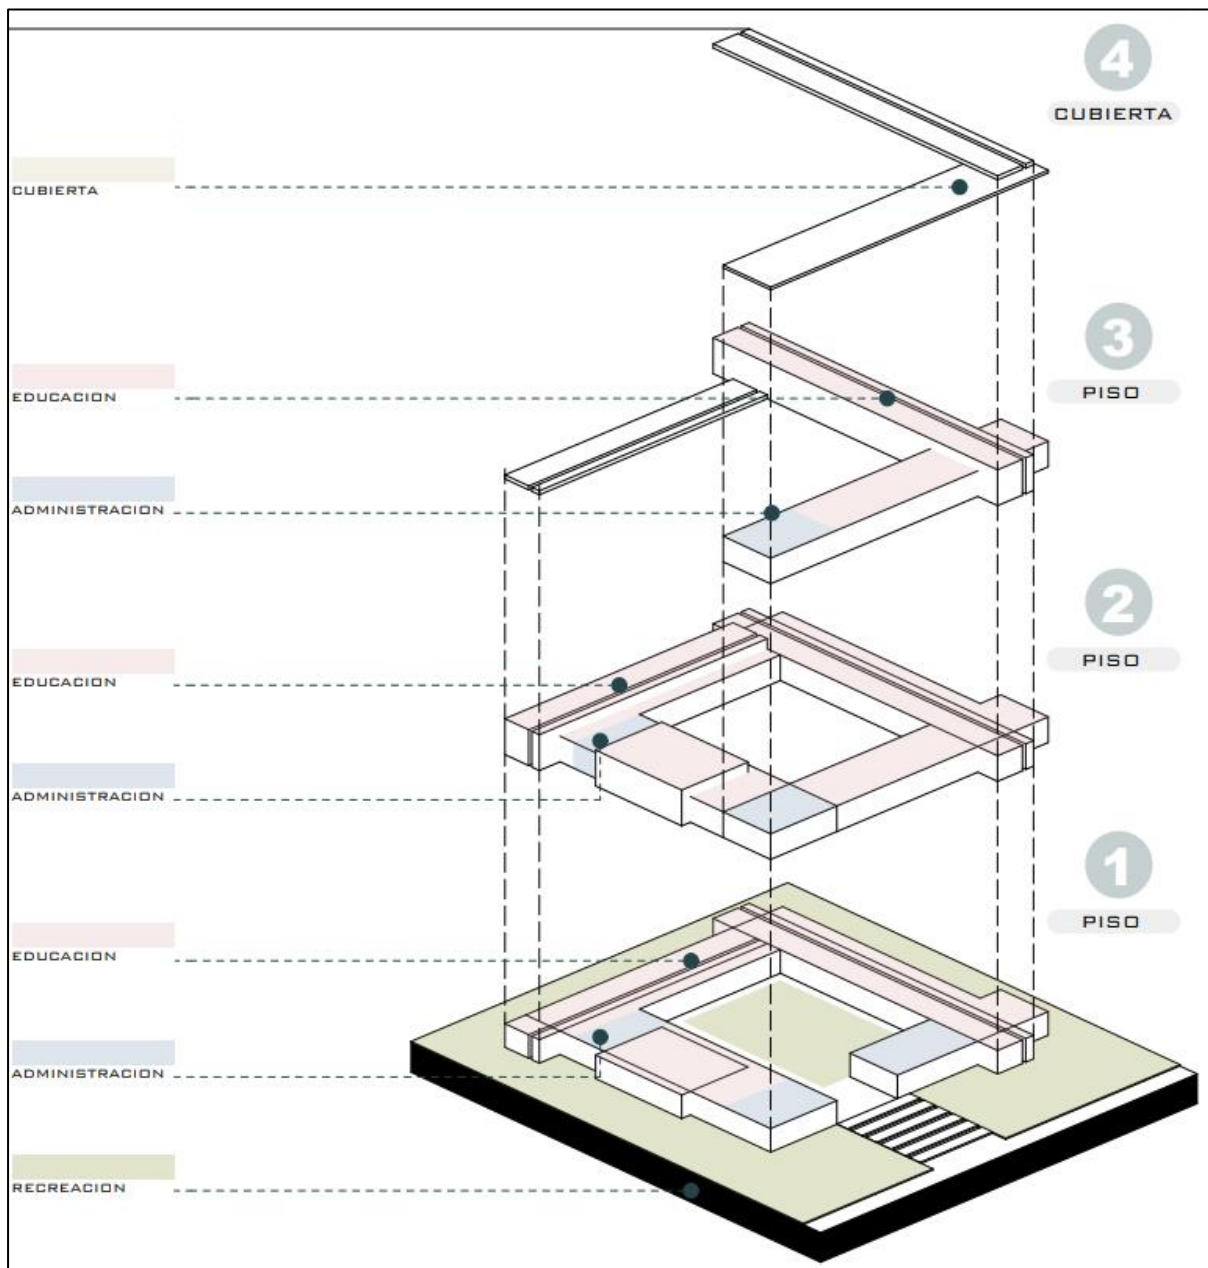 4
CUBIERTA
CUBIERTA
3
PISO
EDUCACION
ADMINISTRACION
2
PISO
EDUCACION
ADMINISTRACION
1
PISO
EDUCACION
ADMINISTRACION
RECREACION